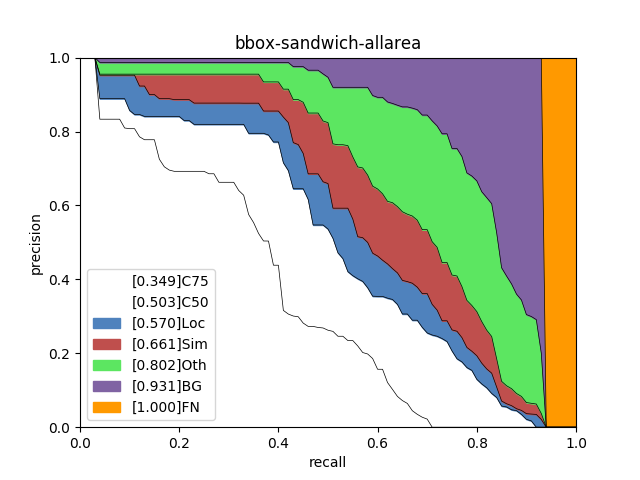 bbox-sandwich-allarea
1.0
0.8
0.6
0.4
0.2
0.0
precision
[0.349]C75
[0.503]C50
[0.570]Loc
[0.661]Sim
[0.802]Oth
[0.931]BG
[1.000]FN
0.0 0.2 0.4 0.6 0.8 1.0
recall